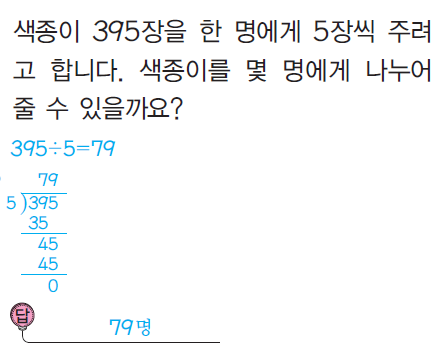 색종이 395장을 한 명에게 5장씩 주려
고 합니다. 색종이를 몇 명에게 나누어
줄 수 있을까요?
395÷5=79
79
5)395
35
45
45
0
답
79명